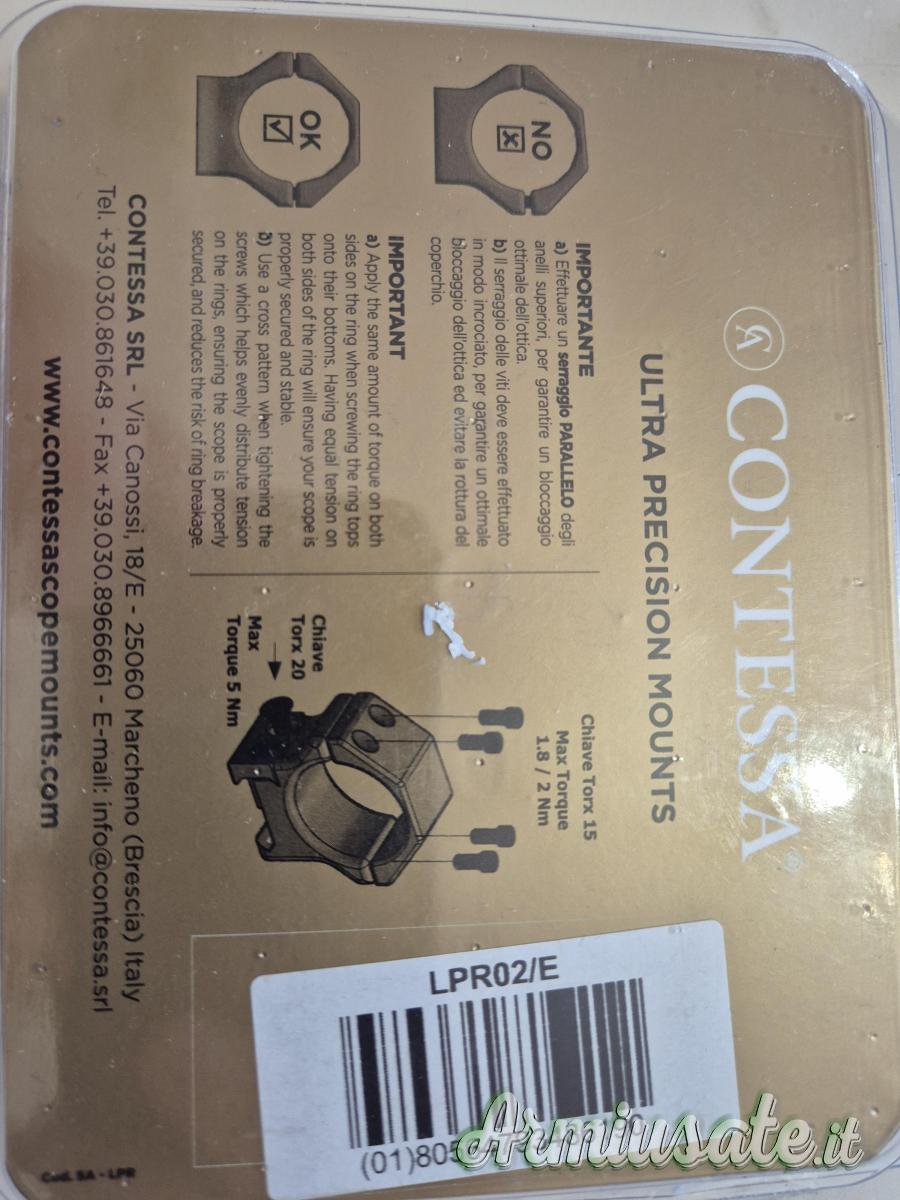 CA CONTESSA®
ULTRA PRECISION MOUNTS
NO
OK
IMPORTANTE
a) Effettuare un serraggio PARALLELO degli
anelli superiori, per garantire un bloccaggio
ottimale dell'ottica.
b) Il serraggio delle viti deve essere effettuato
in modo incrociato, per garantire un ottimale
bloccaggio dell'ottica ed evitare la rottura del
coperchio.
IMPORTANT
a) Apply the same amount of torque on both
sides on the ring when screwing the ring tops
onto their bottoms. Having equal tension on
both sides of the ring will ensure your scope is
properly secured and stable.
b) Use a cross pattern when tightening the
screws which helps evenly distribute tension
on the rings, ensuring the scope is properly
secured, and reduces the risk of ring breakage.
Chiave Torx 15
Max Torque
1.8 / 2 Nm
Chiave
Torx 20
Max
Torque 5 Nm
LPR02/E
Cod. SA - LPR
CONTESSA SRL - Via Canossi, 18/E - 25060 Marcheno (Brescia) Italy
Tel. +39.030.861648 - Fax +39.030.8966661 - E-mail: info@contessa.srl
www.contessascopemounts.com
Armiusate.it